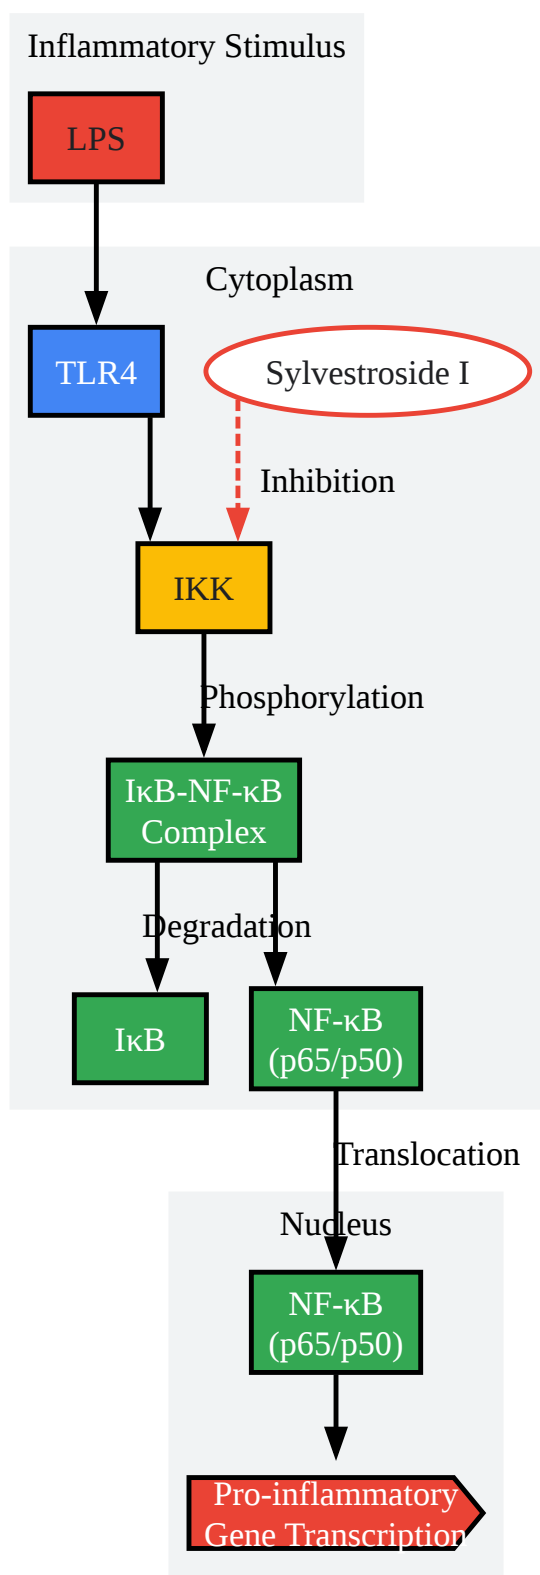 Inflammatory Stimulus
LPS
Cytoplasm
TLR4
Sylvestroside I
Inhibition
IKK
Phosphorylation
IκB-NF-κB
Complex
Degradation
IκB
NF-κB
(p65/p50)
Translocation
Nucleus
NF-κB
(p65/p50)
Pro-inflammatory
Gene Transcription